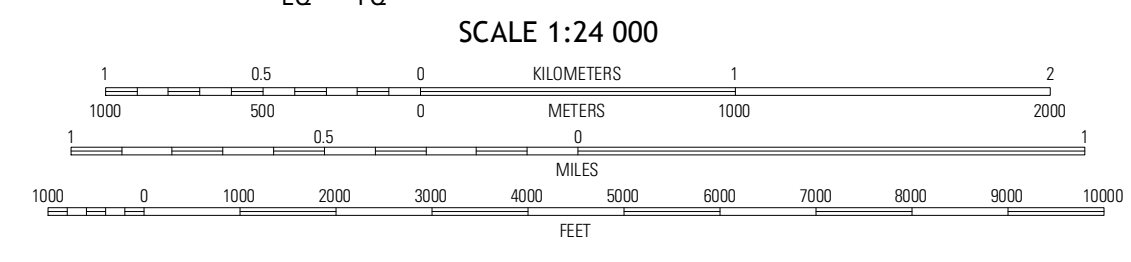 SCALE 1:24 000
1 0.5 0 KILOMETERS 1 2
1000 500 0 METERS 1000 2000
1 0.5 0 1
MILES
1000 0 1000 2000 3000 4000 5000 6000 7000 8000 9000 10000
FEET